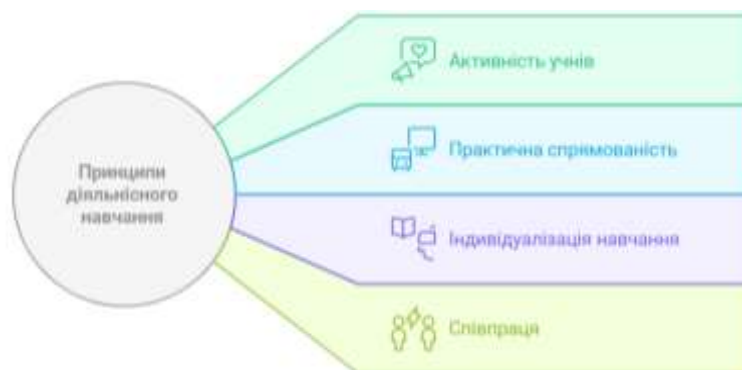 Принципи
діяльнісного
навчання
Активність учнів
Практична спрямованість
Індивідуалізація навчання
Співпраця